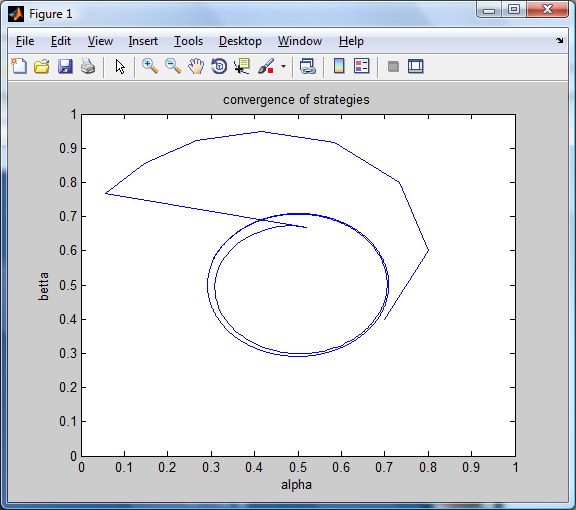 Figure 1
File Edit View Insert Tools Desktop Window Help
convergence of strategies
1
0.9
0.8
0.7
0.6
0.5
0.4
0.3
0.2
0.1
0
betta
0 0.1 0.2 0.3 0.4 0.5 0.6 0.7 0.8 0.9 1
alpha